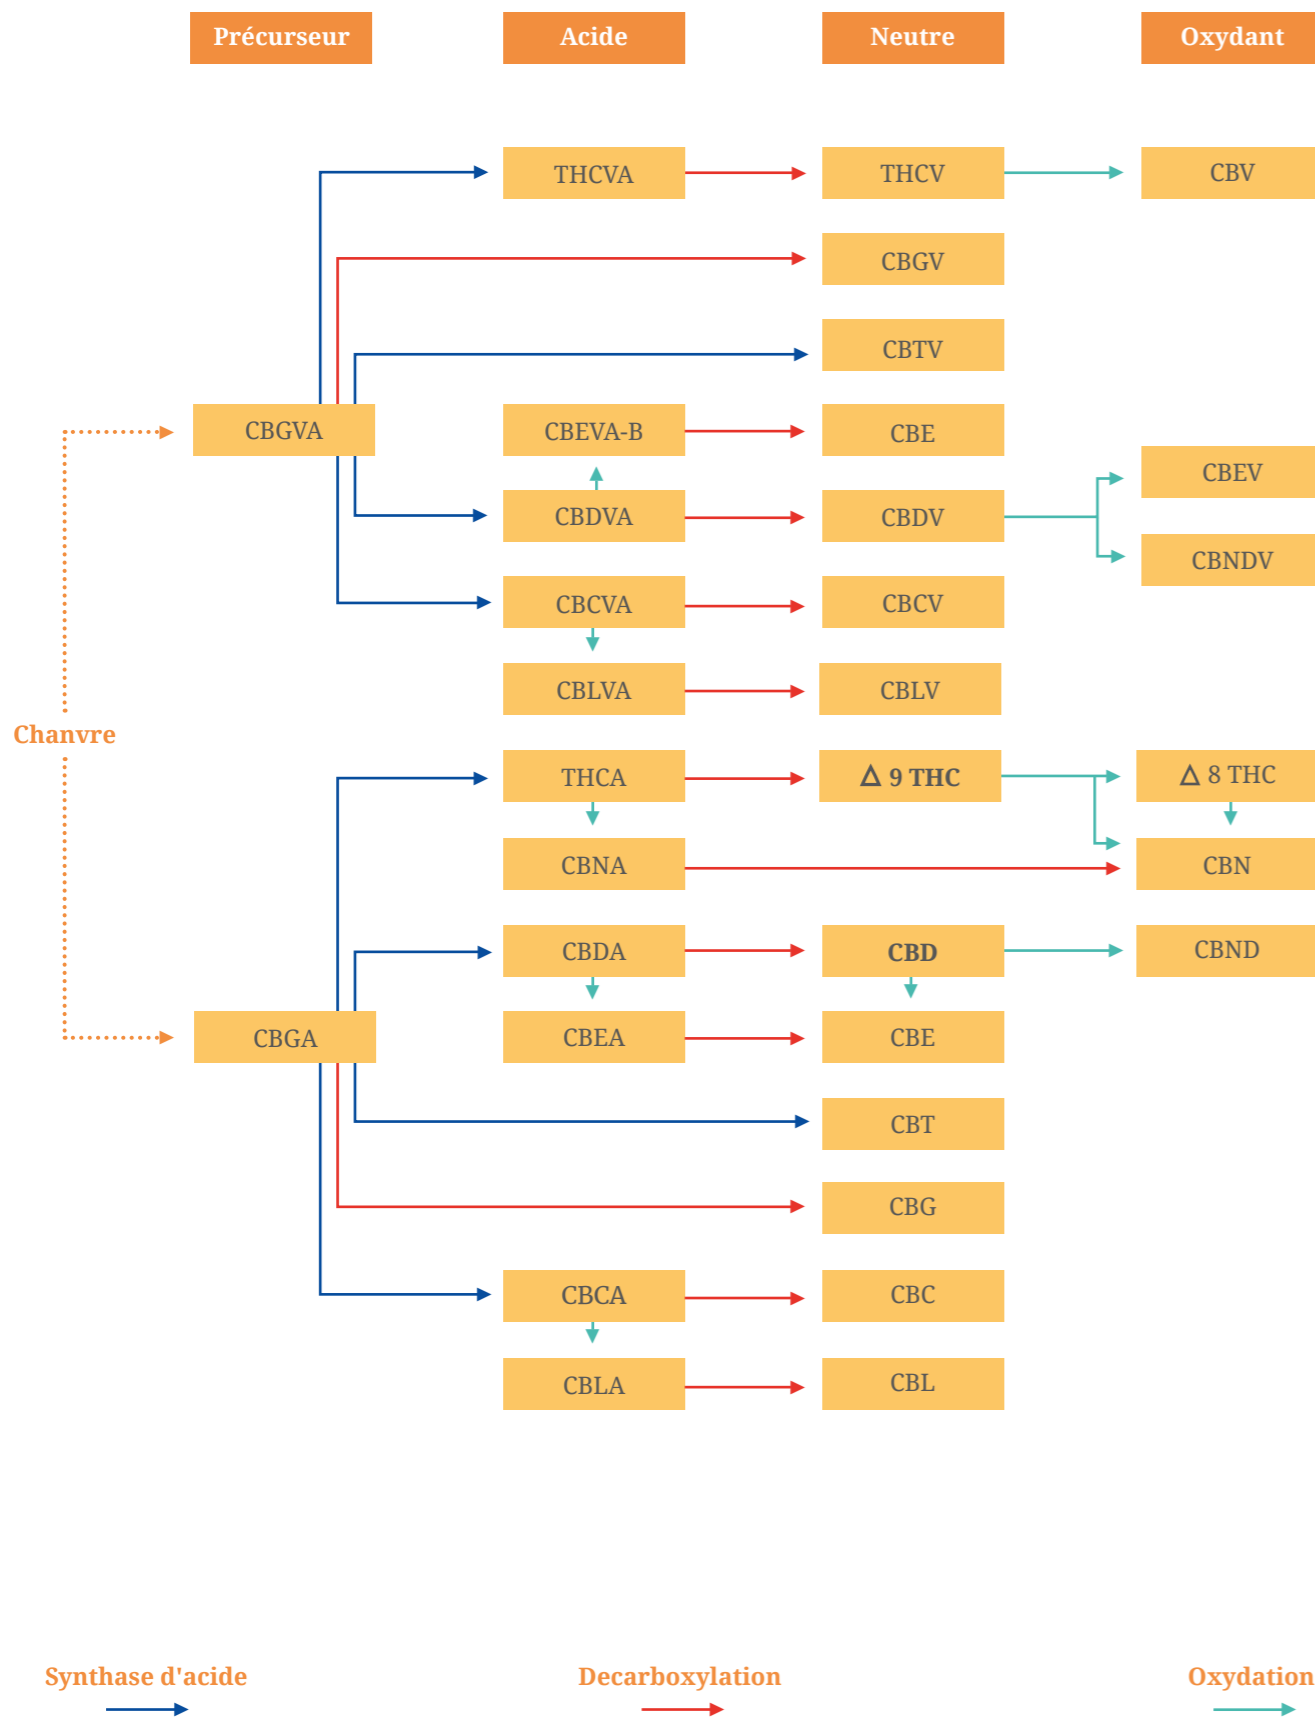 Précurseur
Acide
Neutre
Oxydant
THCVA
THCV
CBV
CBGV
CBTV
CBGVA
CBEVA-B
CBE
CBEV
CBDVA
CBDV
CBNDV
CBCVA
CBCV
CBLVA
CBLV
Chanvre
THCA
Δ 9 THC
Δ 8 THC
CBNA
CBN
CBDA
CBD
CBND
CBGA
CBEA
CBE
CBT
CBG
CBCA
CBC
CBLA
CBL
Synthase d'acide
Decarboxylation
Oxydation